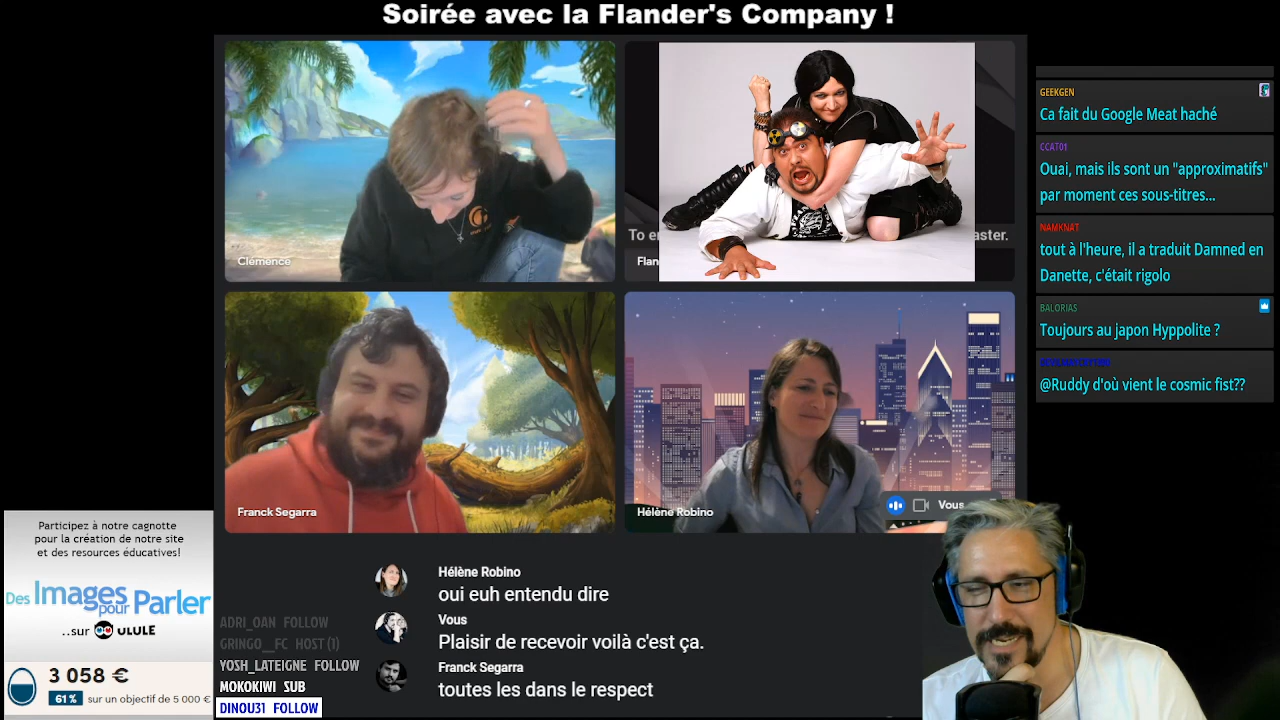 Soirée avec la Flander's Company !
Clémence
To e
aster.
Flan
Franck Segarra
Hélène Robino
Vous
GEEKGEN
Ca fait du Google Meat haché
CCAT01
Ouai, mais ils sont un "approximatifs"
par moment ces sous-titres...
NAMKNAT
tout à l'heure, il a traduit Damned en
Danette, c'était rigolo
BALORIAS
Toujours au japon Hyppolite ?
@Ruddy d'où vient le cosmic fist??
Participez à notre cagnotte
pour la création de notre site
et des resources éducatives!
Des Images pour Parler
..sur ULULE
3 058 €
61 % sur un objectif de 5 000 €
ADRI_OAN FOLLOW
GRINGO__FC HOST (1)
YOSH_LATEIGNE FOLLOW
MOKOKIWI SUB
DINOU31 FOLLOW
Hélène Robino
oui euh entendu dire
Vous
Plaisir de recevoir voilà c'est ça.
Franck Segarra
toutes les dans le respect